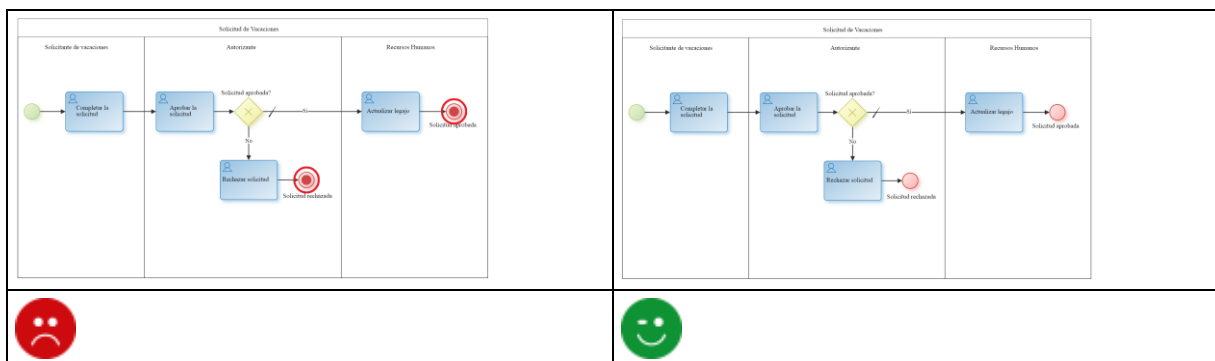 Solicitud de Vacaciones
Solicitante de vacaciones
Autorizante
Recursos Humanos
Solicitud aprobada?
Completar la
solicitud
Aprobar la
solicitud
Si
Actualizar legajo
Solicitud aprobada
No
Rechazar solicitud
Solicitud rechazada
Solicitud de Vacaciones
Solicitante de vacaciones
Autorizante
Recursos Humanos
Solicitud aprobada?
Completar la
solicitud
Aprobar la
solicitud
Si
Actualizar legajo
Solicitud aprobada
No
Rechazar solicitud
Solicitud rechazada